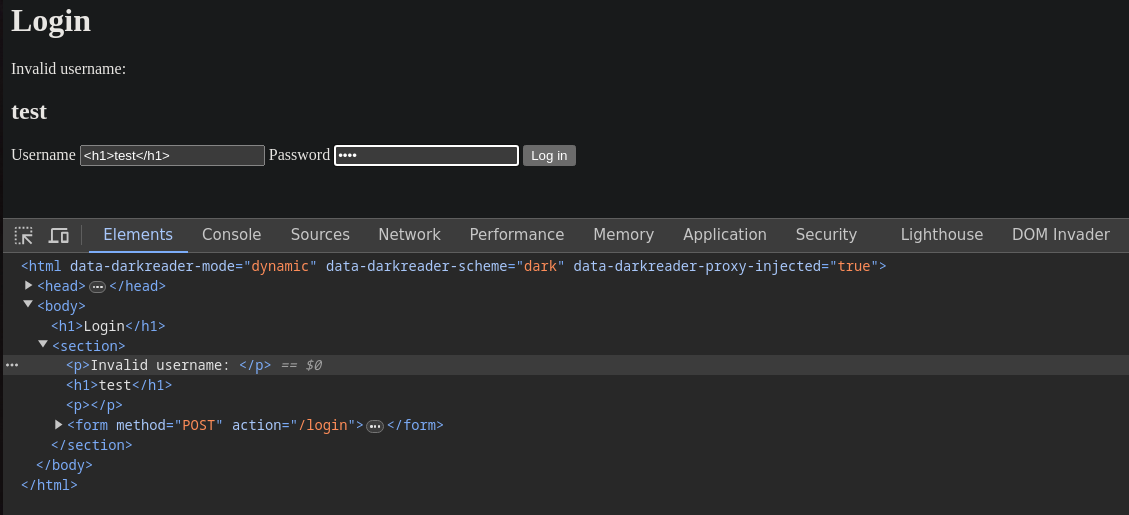 Login
Invalid username:
test
Username <h1>test</h1> Password •••• Log in
Elements Console Sources Network Performance Memory Application Security Lighthouse DOM Invader
<html data-darkreader-mode="dynamic" data-darkreader-scheme="dark" data-darkreader-proxy-injected="true">
<head>…</head>
<body>
<h1>Login</h1>
<section>
<p>Invalid username: </p> == $0
<h1>test</h1>
<p></p>
<form method="POST" action="/login">…</form>
</section>
</body>
</html>